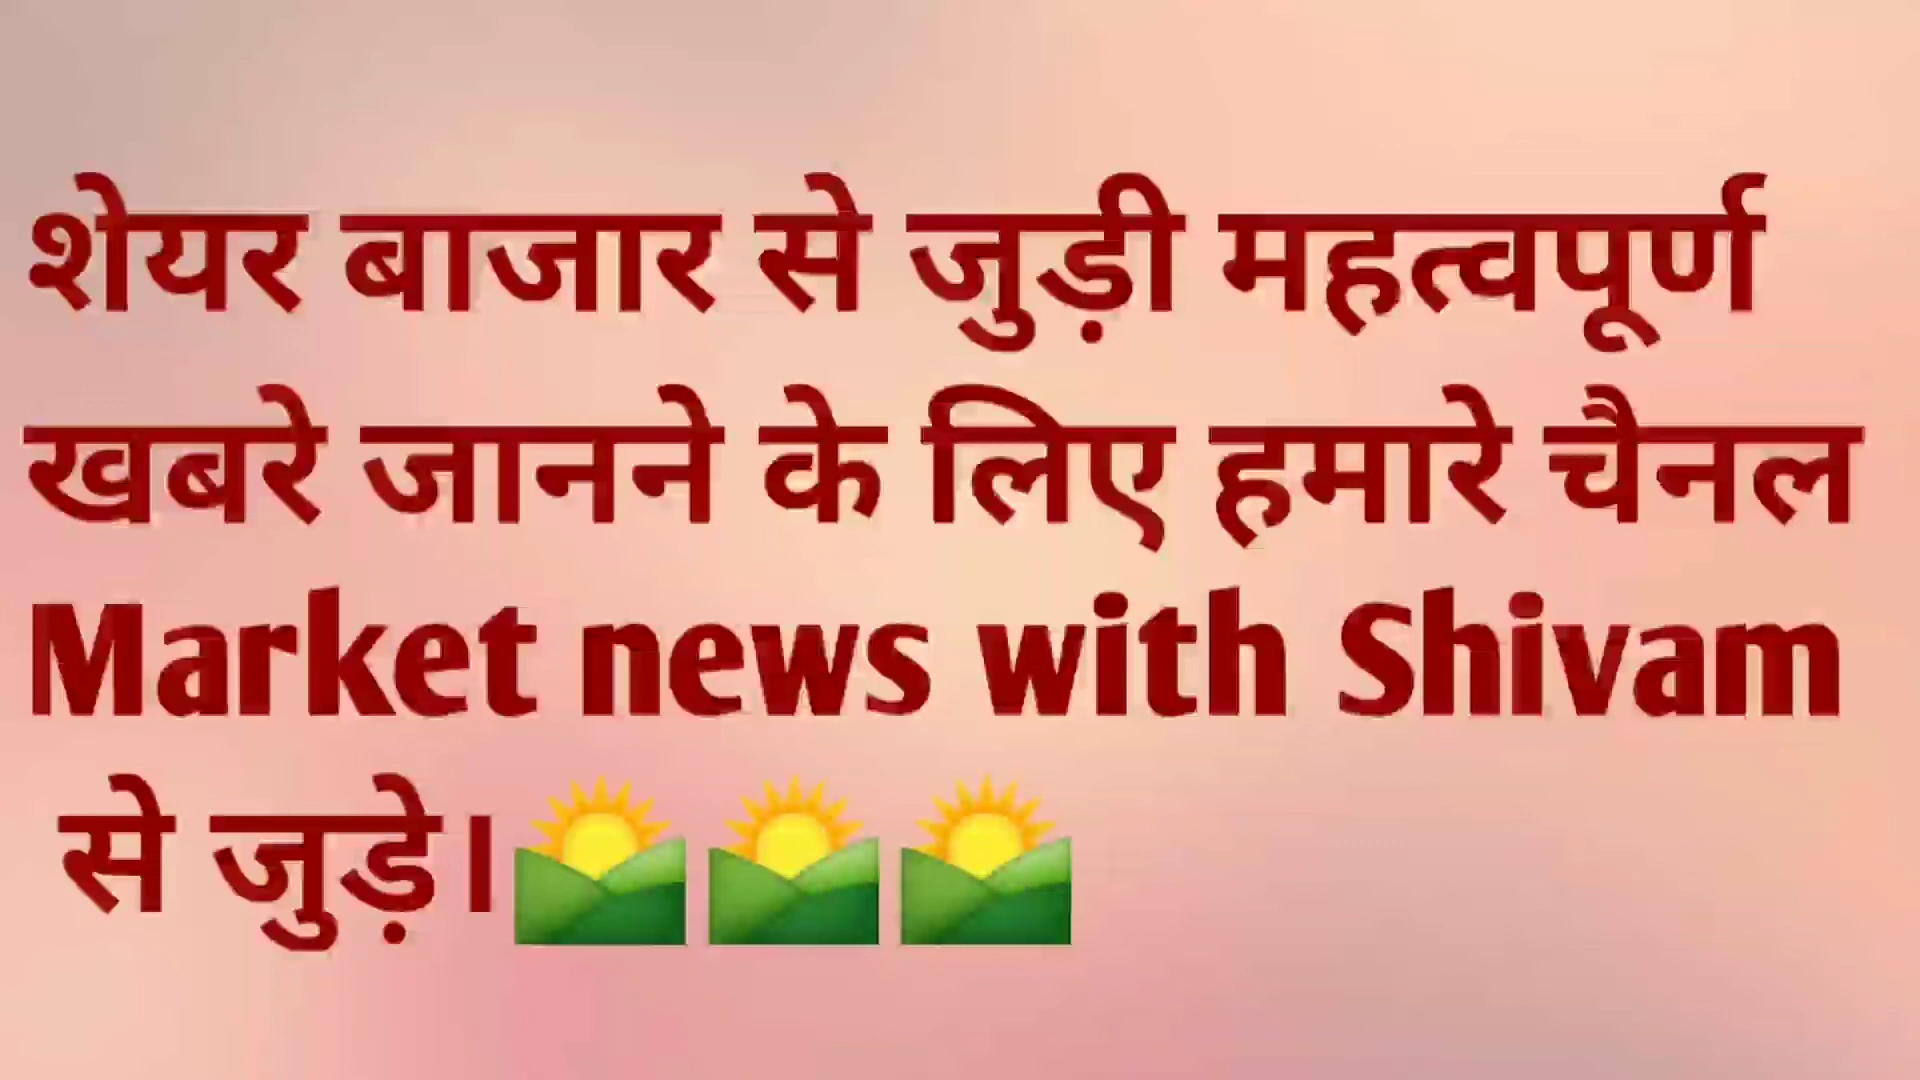 शेयर बाजार से जुड़ी महत्वपूर्ण
खबरे जानने के लिए हमारे चैनल
Market news with Shivam
से जुड़े।🌄🌄🌄